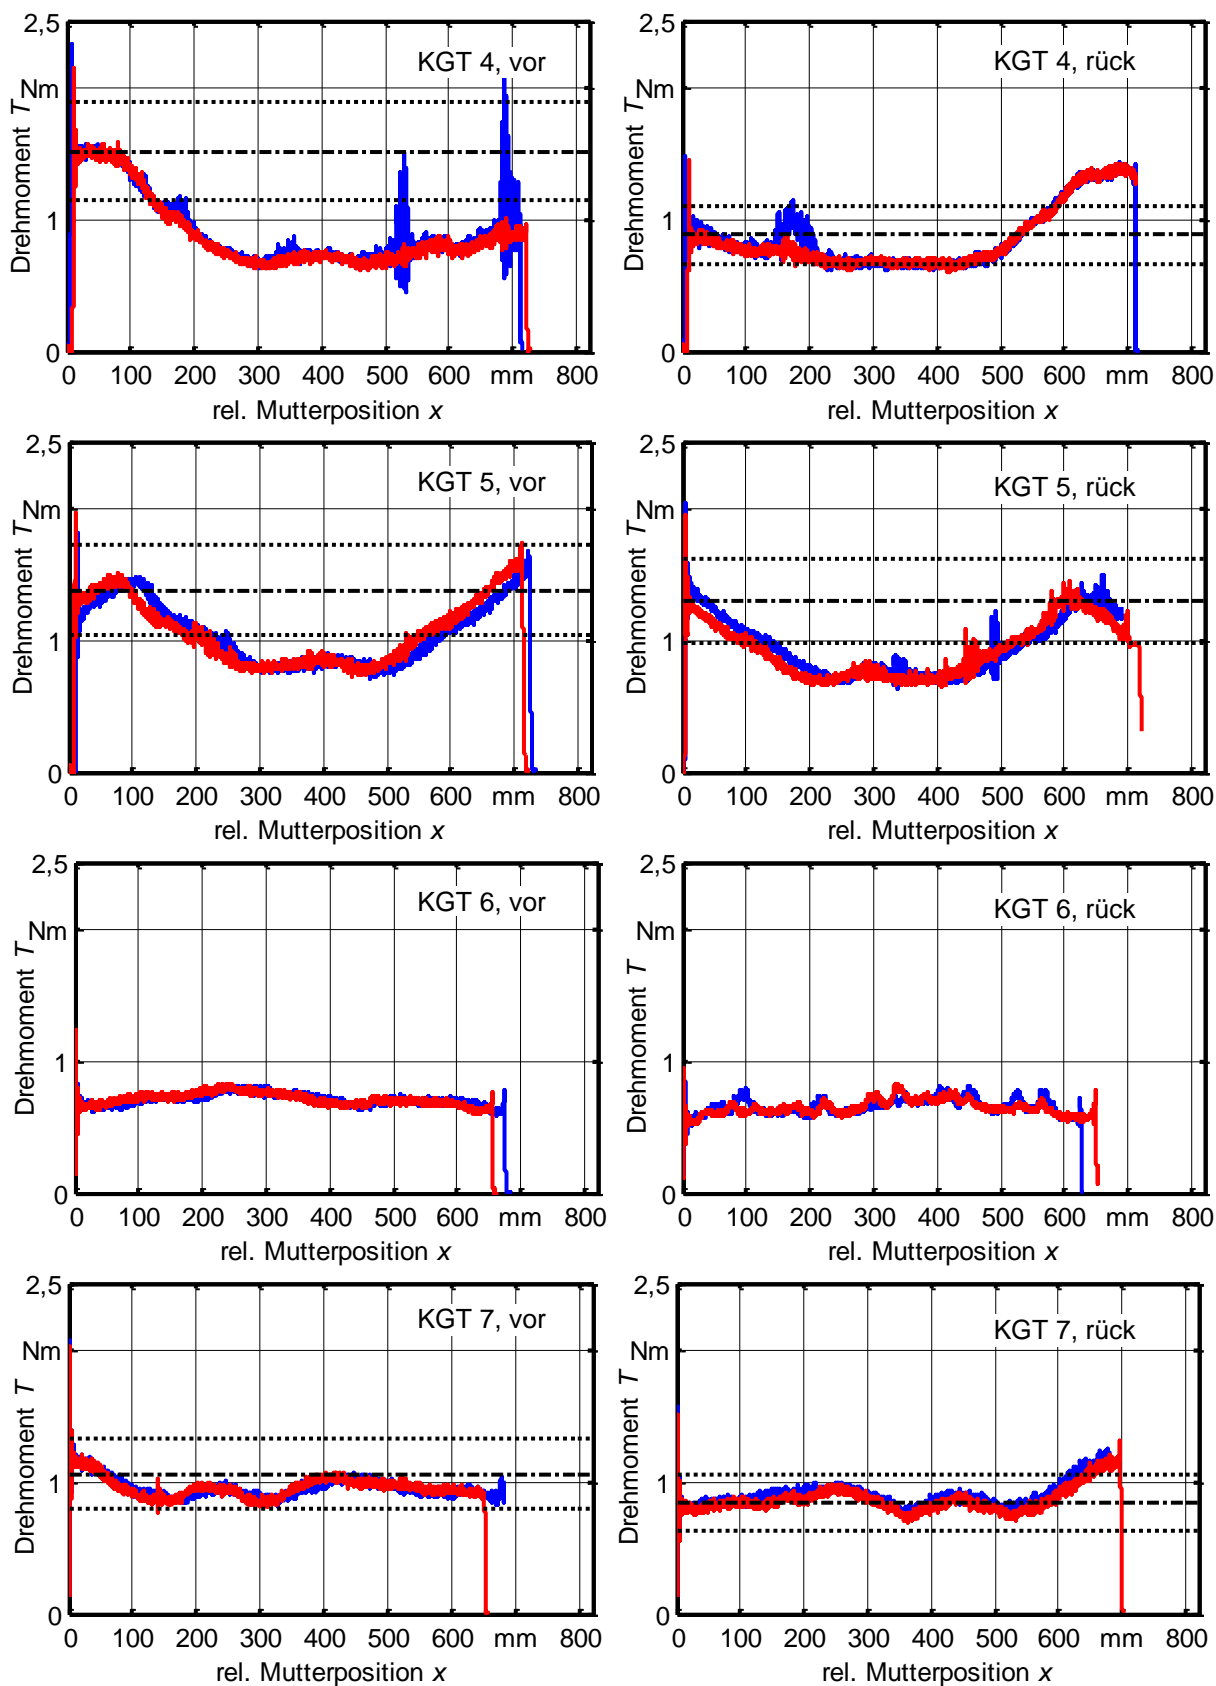 2,5
KGT 4, vor
Nm
Drehmoment T
1
0
0 100 200 300 400 500 600 mm 800
rel. Mutterposition x
2,5
KGT 4, rück
Nm
Drehmoment T
1
0
0 100 200 300 400 500 600 mm 800
rel. Mutterposition x
2,5
KGT 5, vor
Nm
Drehmoment T
1
0
0 100 200 300 400 500 600 mm 800
rel. Mutterposition x
2,5
KGT 5, rück
Nm
Drehmoment T
1
0
0 100 200 300 400 500 600 mm 800
rel. Mutterposition x
2,5
KGT 6, vor
Nm
Drehmoment T
1
0
0 100 200 300 400 500 600 mm 800
rel. Mutterposition x
2,5
KGT 6, rück
Nm
Drehmoment T
1
0
0 100 200 300 400 500 600 mm 800
rel. Mutterposition x
2,5
KGT 7, vor
Nm
Drehmoment T
1
0
0 100 200 300 400 500 600 mm 800
rel. Mutterposition x
2,5
KGT 7, rück
Nm
Drehmoment T
1
0
0 100 200 300 400 500 600 mm 800
rel. Mutterposition x